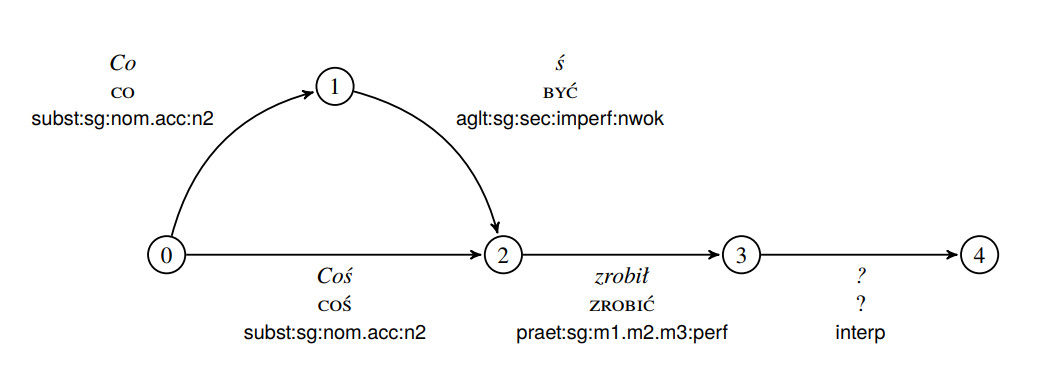 Co
CO
subst:sg:nom.acc:n2
ś
BYĆ
aglt:sg:sec:imperf:nwok
1
0
2
3
4
Coś
COŚ
subst:sg:nom.acc:n2
zrobił
ZROBIĆ
praet:sg:m1.m2.m3:perf
?
?
interp